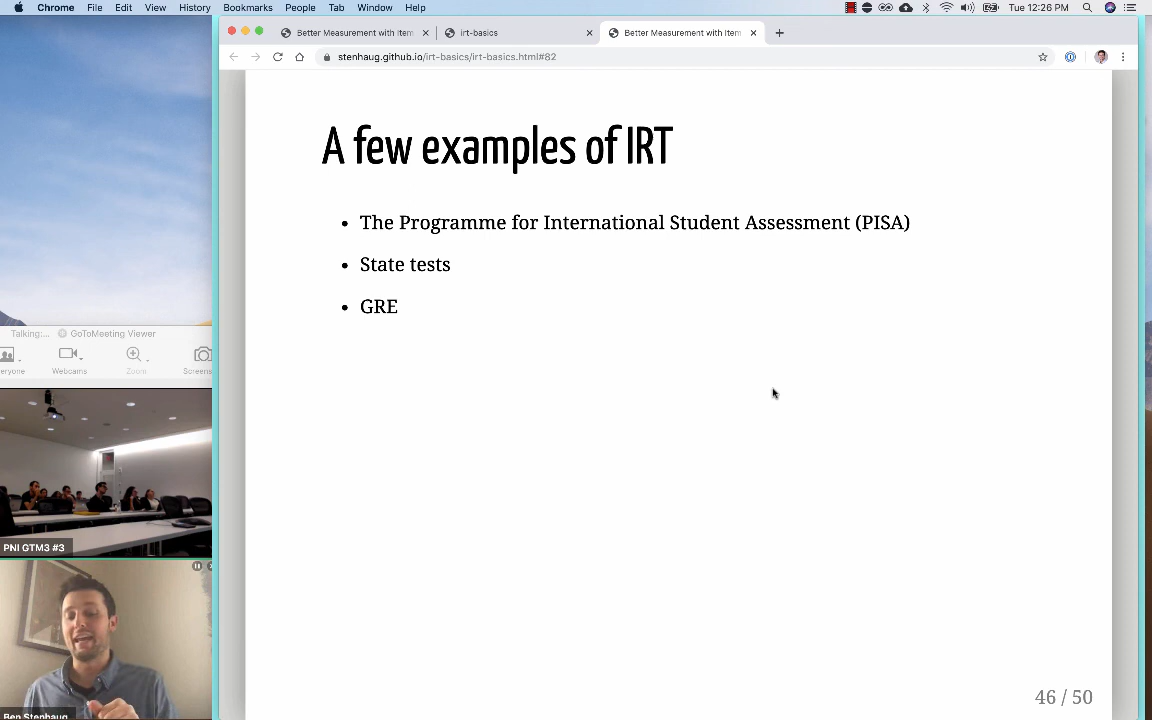 Chrome File Edit View History Bookmarks People Tab Window Help Tue 12:26 PM
Better Measurement with Item irt-basics Better Measurement with Item
stenhaug.github.io/irt-basics/irt-basics.html#82
A few examples of IRT
• The Programme for International Student Assessment (PISA)
• State tests
• GRE
46 / 50
Talking:... GoToMeeting Viewer
eryone Webcams Zoom Screens
PNI GTM3 #3
Ben Stenhaug